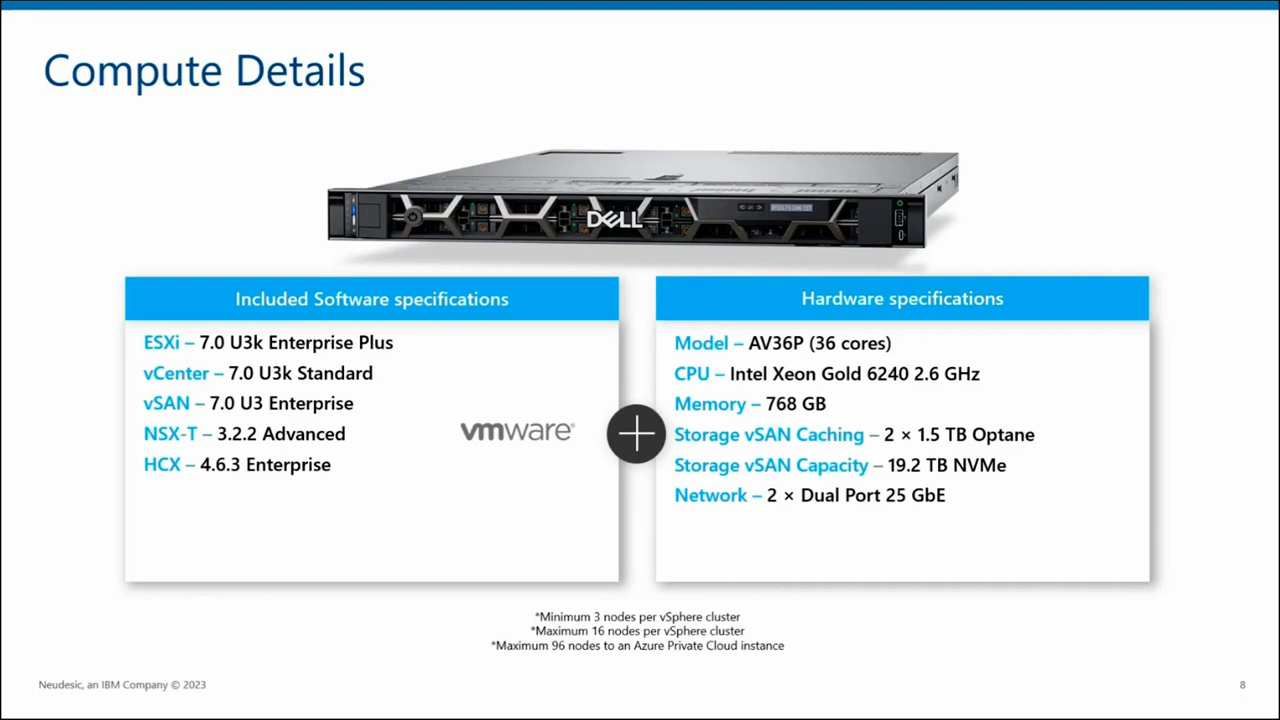 Compute Details
DELL
Included Software specifications
ESXi – 7.0 U3k Enterprise Plus
vCenter – 7.0 U3k Standard
vSAN – 7.0 U3 Enterprise
NSX-T – 3.2.2 Advanced
HCX – 4.6.3 Enterprise
vmware®
Hardware specifications
Model – AV36P (36 cores)
CPU – Intel Xeon Gold 6240 2.6 GHz
Memory – 768 GB
Storage vSAN Caching – 2 × 1.5 TB Optane
Storage vSAN Capacity – 19.2 TB NVMe
Network – 2 × Dual Port 25 GbE
*Minimum 3 nodes per vSphere cluster
*Maximum 16 nodes per vSphere cluster
*Maximum 96 nodes to an Azure Private Cloud instance
Neudesic, an IBM Company © 2023
8